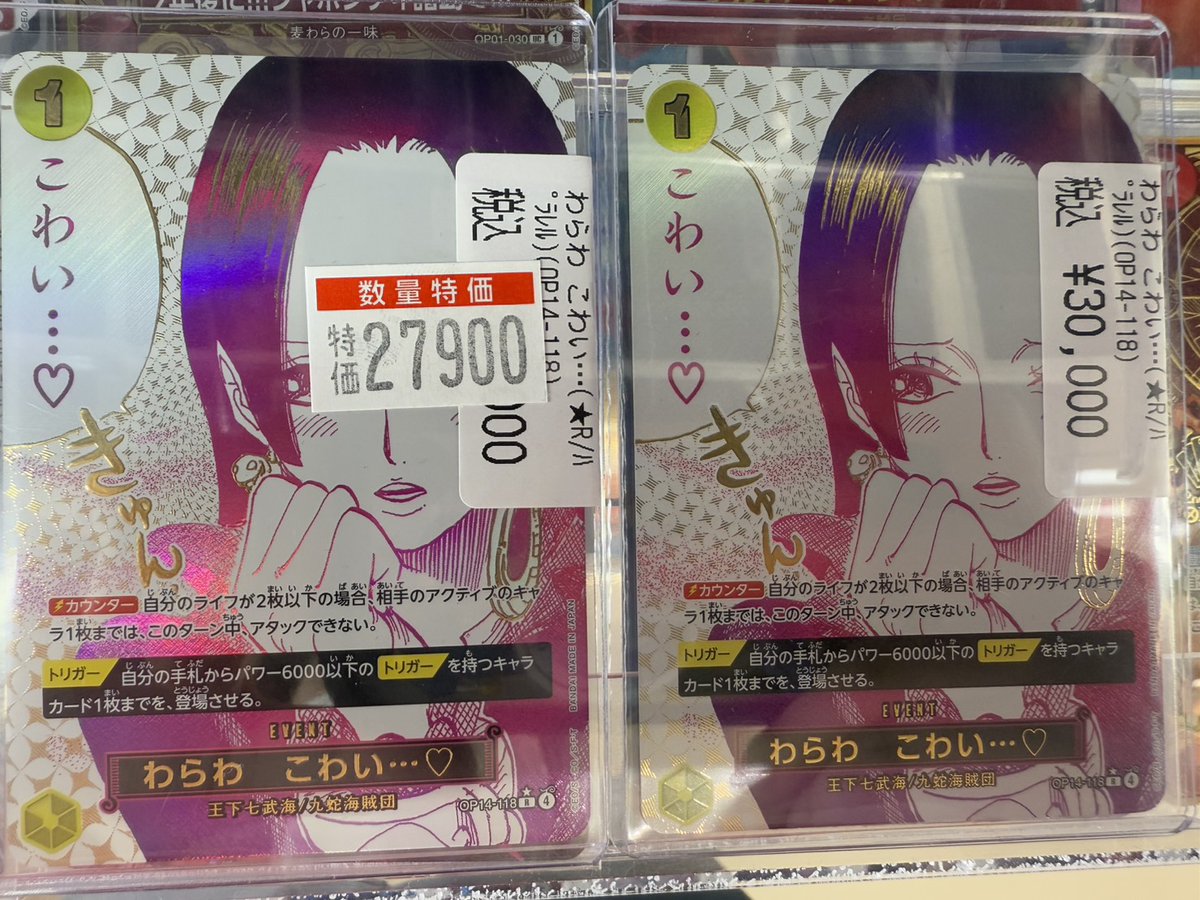 麦わらの一味
OP01-030 UC 1
1
こわい…♡
きゅん
数量特価
特価 27900
税込
000
わらわ こわい…(★R/パ
ﾗﾚﾙ)(OP14-118)
カウンター 自分のライフが2枚以下の場合、相手のアクティブのキャ
ラ1枚までは、このターン中、アタックできない。
トリガー 自分の手札からパワー6000以下の トリガー を持つキャラ
カード1枚までを、登場させる。
BANDAI MADE IN JAPAN
EVENT
わらわ こわい…♡
王下七武海/九蛇海賊団
OP14-118 R 4
1
こわい…♡
きゅん
わらわ こわい…(★R/パ
ﾗﾚﾙ)(OP14-118)
税込 ¥30,000
カウンター 自分のライフが2枚以下の場合、相手のアクティブのキャ
ラ1枚までは、このターン中、アタックできない。
トリガー 自分の手札からパワー6000以下の トリガー を持つキャラ
カード1枚までを、登場させる。
EVENT
わらわ こわい…♡
王下七武海/九蛇海賊団
OP14-118 R 4